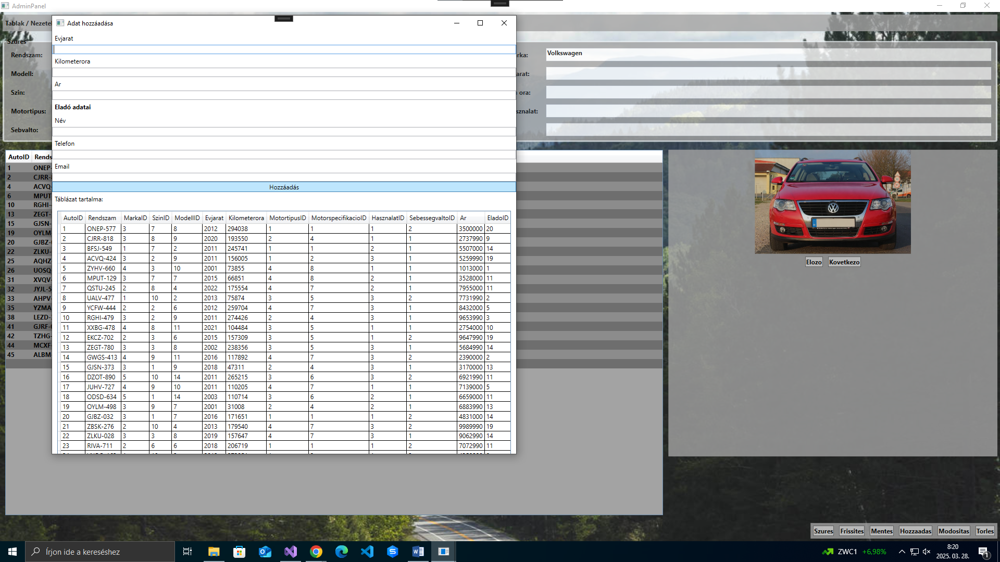 AdminPanel
Tablak / Nezetek
Szures
Rendszam:
Modell:
Szin:
Motortipus:
Sebvalto:
rka:
Volkswagen
arat:
ora:
sznalat:
Adat hozzáadása
Evjarat
Kilometerora
Ar
Eladó adatai
Név
Telefon
Email
Hozzáadás
Táblázat tartalma:
AutoID Rendszam MarkaID SzinID ModellID Evjarat Kilometerora MotortipusID MotorspecifikacioID HasznalatID SebessegvaltoID Ar EladoID
1 ONEP-577 3 7 8 2012 294038 1 1 1 2 3500000 20
2 CJRR-818 3 8 9 2020 193550 2 4 1 1 2737990 9
3 BFSJ-549 1 7 2 2011 245741 1 1 2 1 5507000 14
4 ACVQ-424 3 2 9 2011 156005 1 2 3 1 5259990 19
5 ZYHV-660 4 3 10 2001 73855 4 8 1 1 1013000 1
6 MPUT-129 3 7 7 2015 66851 4 8 2 1 3528000 11
7 QSTU-245 2 8 4 2022 175554 4 7 2 1 7955000 11
8 UALV-477 1 10 2 2013 75874 3 5 3 2 7731990 2
9 YCFW-444 2 2 6 2012 259704 4 7 3 1 8432000 5
10 RGHI-479 3 2 9 2011 274426 2 4 3 1 9653990 3
11 XXBG-478 4 8 11 2021 104484 3 5 1 1 2754000 10
12 EKCZ-702 2 3 6 2015 157309 3 5 1 2 9647990 19
13 ZEGT-780 3 3 8 2002 238356 3 5 3 1 5684990 14
14 GWGS-413 4 9 11 2016 117892 4 7 3 2 2390000 2
15 GJSN-373 3 1 9 2018 47311 2 4 3 1 3170000 13
16 DZOT-890 5 10 14 2011 265215 3 6 3 2 6921990 11
17 JUHV-727 4 9 10 2011 110205 4 7 1 1 7139000 5
18 ODSD-634 5 1 14 2003 110714 3 6 2 1 6659000 11
19 OYLM-498 3 9 7 2001 31008 2 4 2 1 6883990 13
20 GJBZ-032 3 1 7 2016 171651 1 1 1 2 4831000 14
21 ZBSK-276 2 10 4 2013 179540 4 7 3 2 9989990 19
22 ZLKU-028 3 3 8 2019 157647 4 7 3 1 9062990 14
23 RIVA-711 2 6 6 2018 206719 1 1 1 2 7072990 11
AutoID Rends
1 ONEP-
2 CJRR-
4 ACVQ-
6 MPUT
10 RGHI-
13 ZEGT-
15 GJSN-
19 OYLM
20 GJBZ-
22 ZLKU-
25 AQHZ
26 UOSQ
31 XVQV-
32 JYJL-5
33 AHPV-
35 YZMA
38 LEZD-
41 GJRF-
42 TZHG-
44 MCXF
45 ALBM
Elozo Kovetkezo
Szures Frissites Mentes Hozzaadas Modositas Torles
Írjon ide a kereséshez
ZWC1 +6,98%
8:20
2025. 03. 28.
1